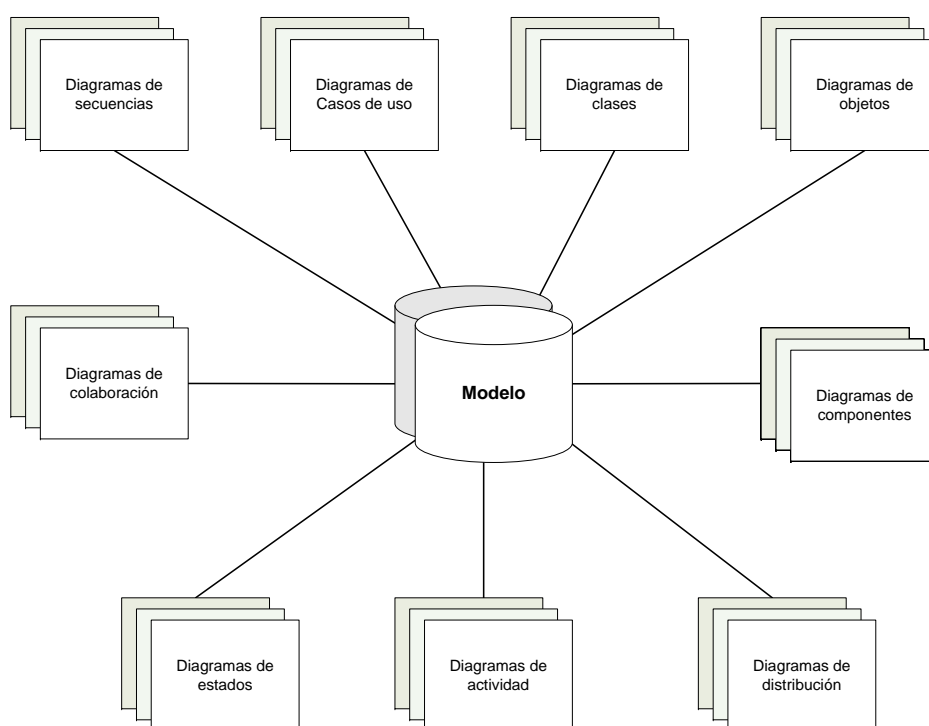 Diagramas de
secuencias
Diagramas de
Casos de uso
Diagramas de
clases
Diagramas de
objetos
Diagramas de
colaboración
Modelo
Diagramas de
componentes
Diagramas de
estados
Diagramas de
actividad
Diagramas de
distribución